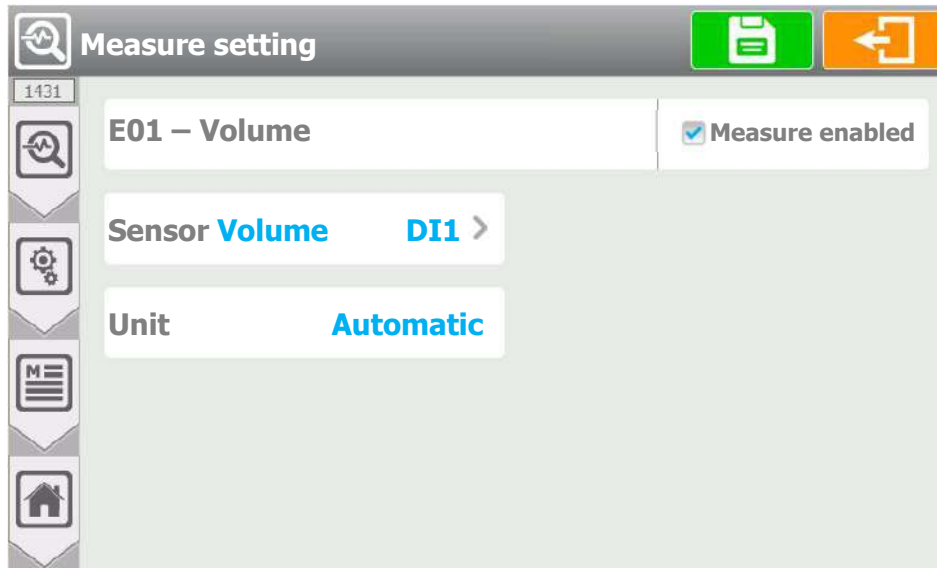 Measure setting
1431
E01 – Volume
Measure enabled
Sensor Volume DI1 >
Unit Automatic
M